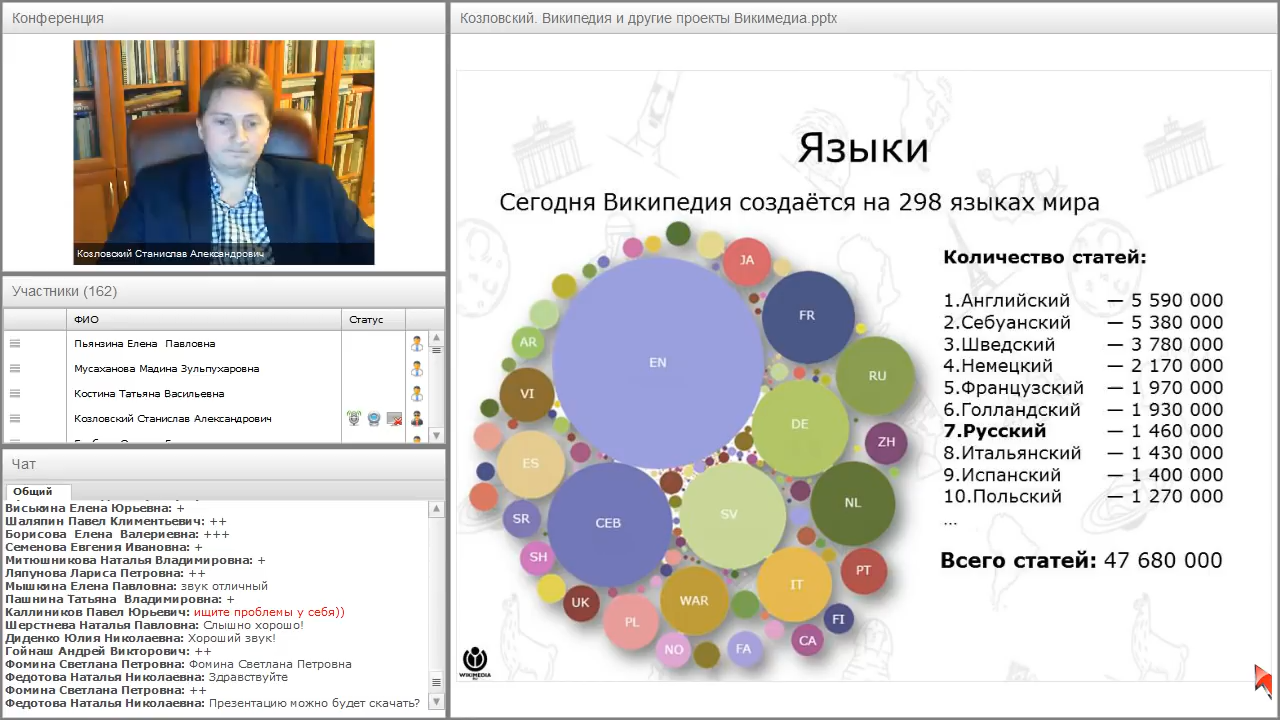 Конференция
Козловский Станислав Александрович
Участники (162)
ФИО
Статус
Пьянзина Елена Павловна
Мусаханова Мадина Зульпухаровна
Костина Татьяна Васильевна
Козловский Станислав Александрович
Чат
Общий
Виськина Елена Юрьевна: +
Шаляпин Павел Климентьевич: ++
Борисова Елена Валериевна: +++
Семенова Евгения Ивановна: +
Митюшникова Наталья Владимировна: +
Ляпунова Лариса Петровна: ++
Мышкина Елена Павловна: звук отличный
Пашнина Татьяна Владимировна: +
Каллиников Павел Юрьевич: ищите проблемы у себя))
Шерстнева Наталья Павловна: Слышно хорошо!
Диденко Юлия Николаевна: Хороший звук!
Гойнаш Андрей Викторович: ++
Фомина Светлана Петровна: Фомина Светлана Петровна
Федотова Наталья Николаевна: Здравствуйте
Фомина Светлана Петровна: ++
Федотова Наталья Николаевна: Презентацию можно будет скачать?
Козловский. Википедия и другие проекты Викимедиа.pptx
Языки
Сегодня Википедия создаётся на 298 языках мира
JA
FR
AR
EN
RU
VI
DE
ZH
ES
SR
CEB
SV
NL
SH
UK
WAR
IT
PT
PL
FI
NO
FA
CA
WIKIMEDIA
Количество статей:
1.Английский — 5 590 000
2.Себуанский — 5 380 000
3.Шведский — 3 780 000
4.Немецкий — 2 170 000
5.Французский — 1 970 000
6.Голландский — 1 930 000
7.Русский — 1 460 000
8.Итальянский — 1 430 000
9.Испанский — 1 400 000
10.Польский — 1 270 000
...
Всего статей: 47 680 000